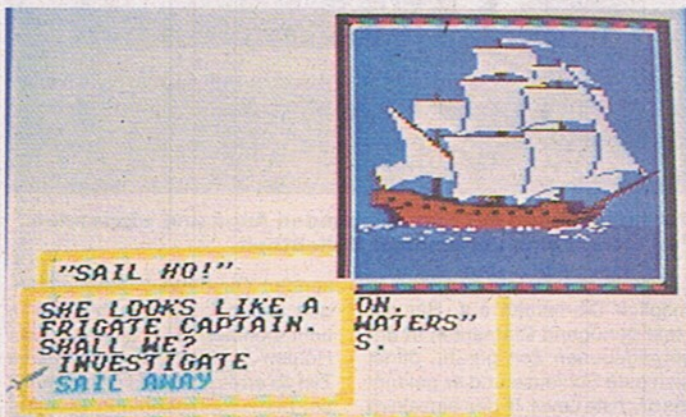 "SAIL HO!"
SHE LOOKS LIKE A
FRIGATE CAPTAIN.
SHALL WE?
INVESTIGATE
SAIL AWAY
ON.
WATERS"
S.